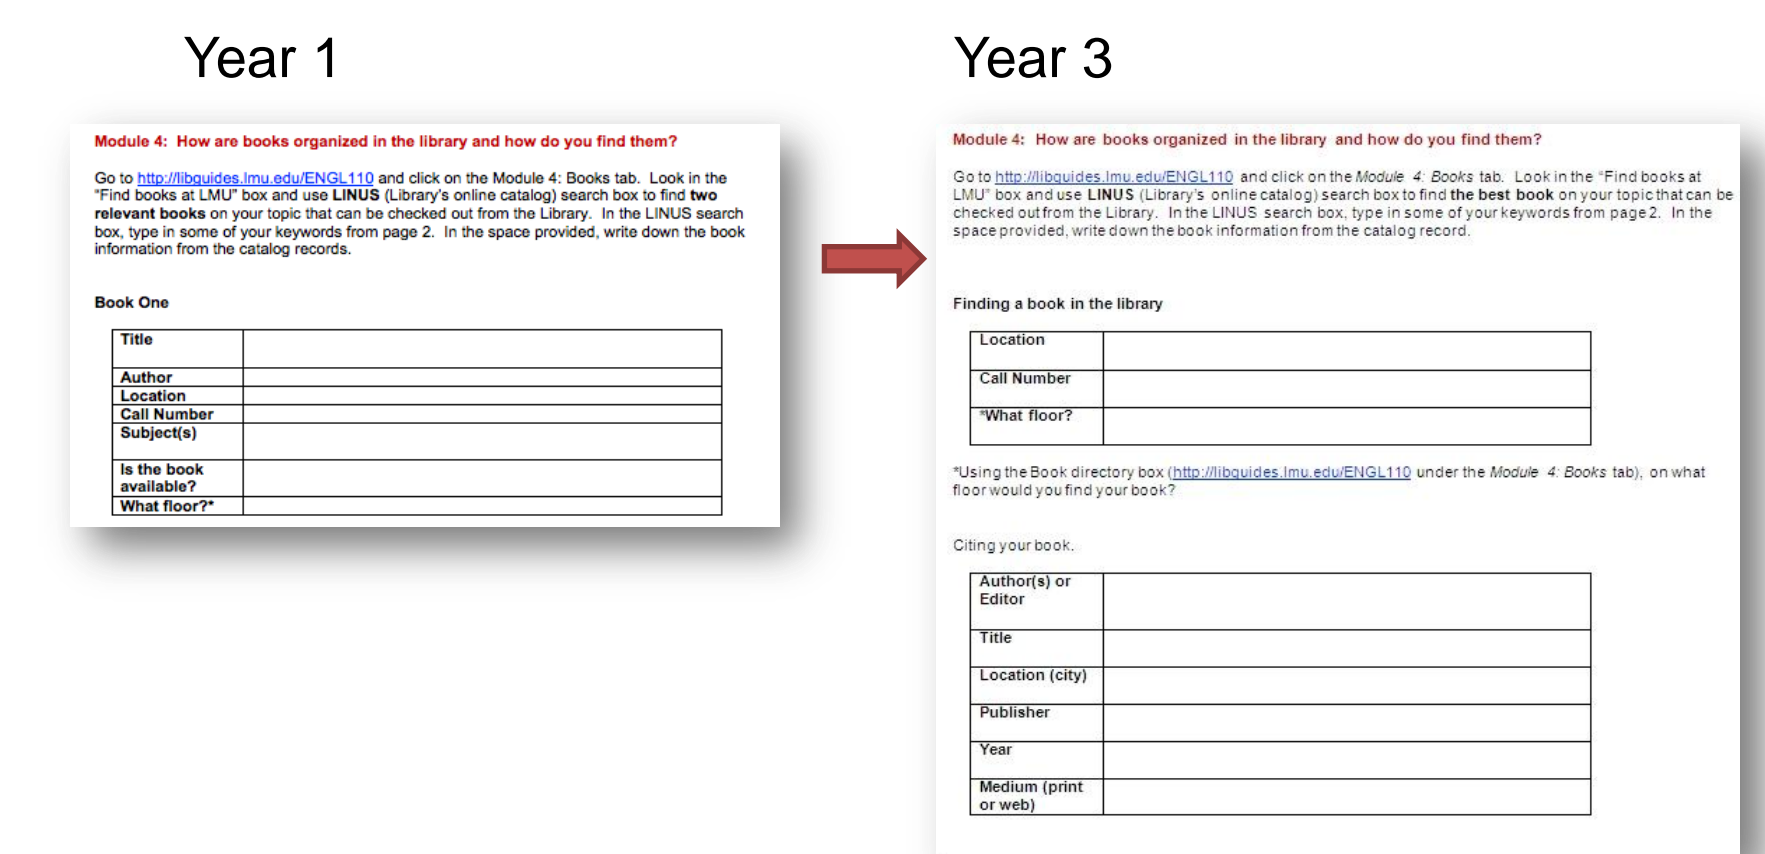 Year 1
Module 4:  How are books organized in the library and how do you find them?
Go to http://libguides.lmu.edu/ENGL110 and click on the Module 4: Books tab.  Look in the
"Find books at LMU" box and use LINUS (Library's online catalog) search box to find two
relevant books on your topic that can be checked out from the Library.  In the LINUS search
box, type in some of your keywords from page 2.  In the space provided, write down the book
information from the catalog records.
Book One
Title
Author
Location
Call Number
Subject(s)
Is the book
available?
What floor?*
Year 3
Module 4:  How are books organized in the library and how do you find them?
Go to http://libguides.lmu.edu/ENGL110 and click on the Module 4: Books tab.  Look in the "Find books at
LMU" box and use LINUS (Library's online catalog) search box to find the best book on your topic that can be
checked out from the Library.  In the LINUS search box, type in some of your keywords from page 2.  In the
space provided, write down the book information from the catalog record.
Finding a book in the library
Location
Call Number
*What floor?
*Using the Book directory box (http://libguides.lmu.edu/ENGL110 under the Module 4: Books tab), on what
floor would you find your book?
Citing your book.
Author(s) or
Editor
Title
Location (city)
Publisher
Year
Medium (print
or web)